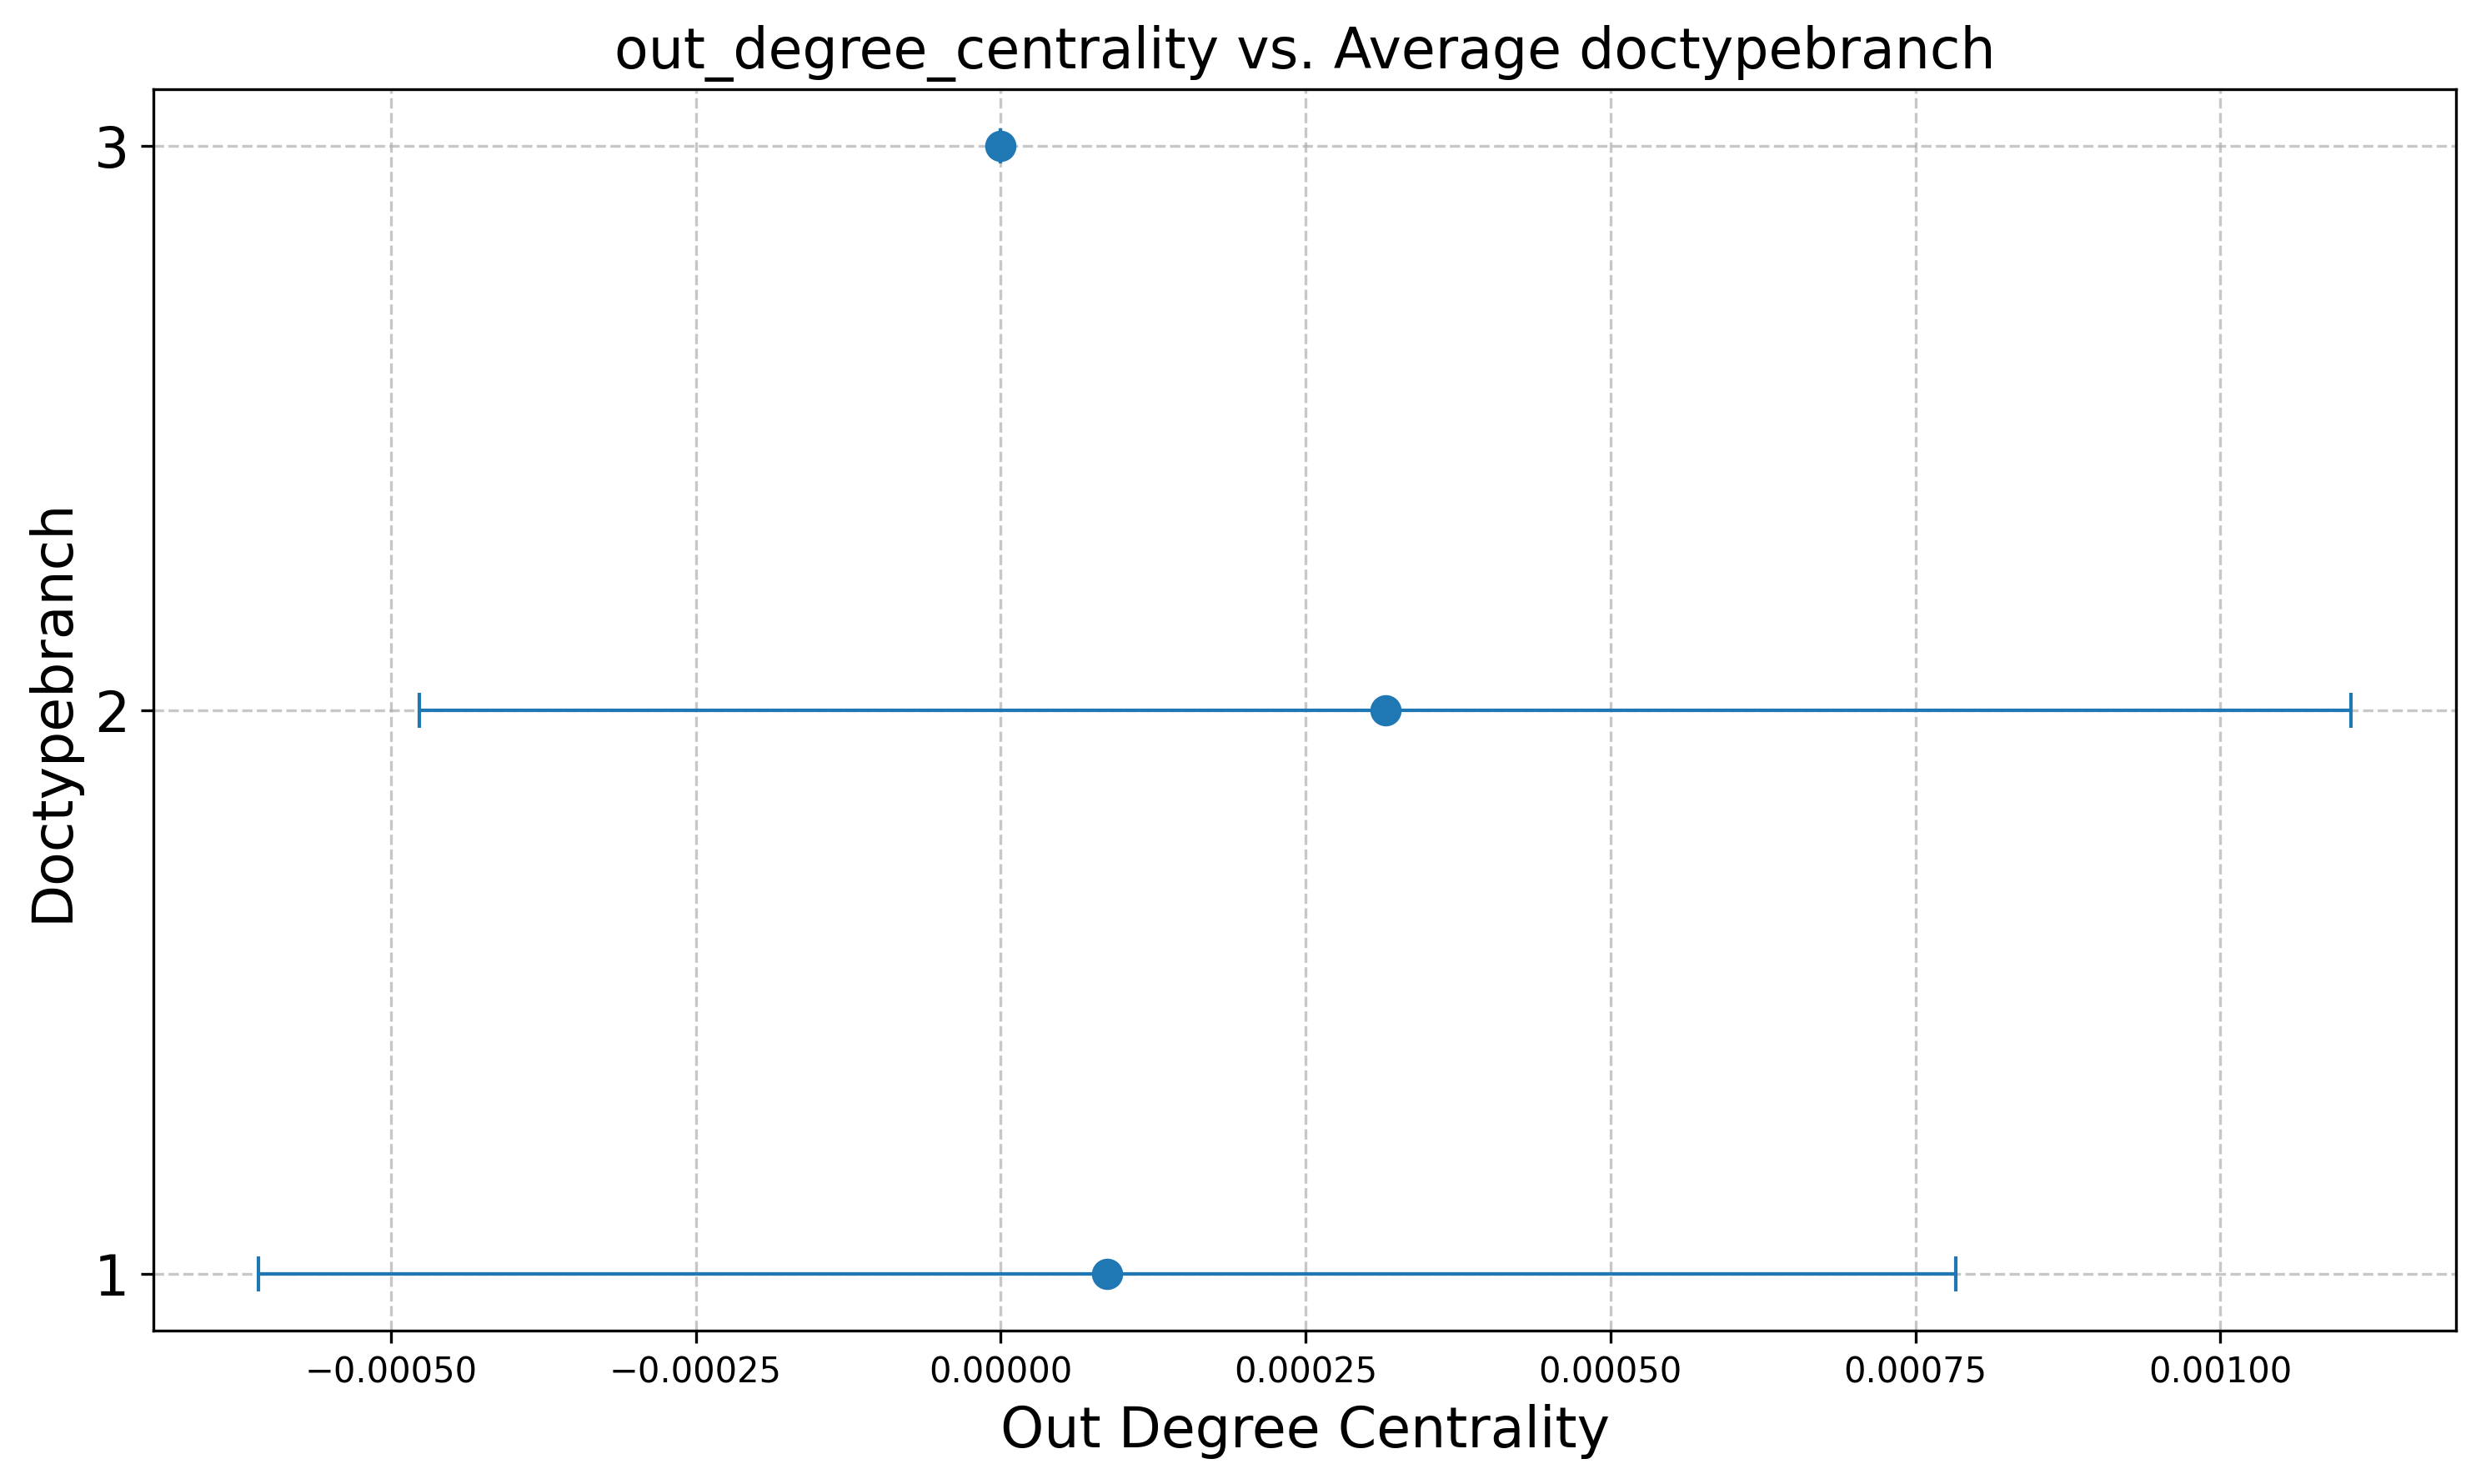 out_degree_centrality vs. Average doctypebranch
3
2
1
Doctypebranch
−0.00050 −0.00025 0.00000 0.00025 0.00050 0.00075 0.00100
Out Degree Centrality